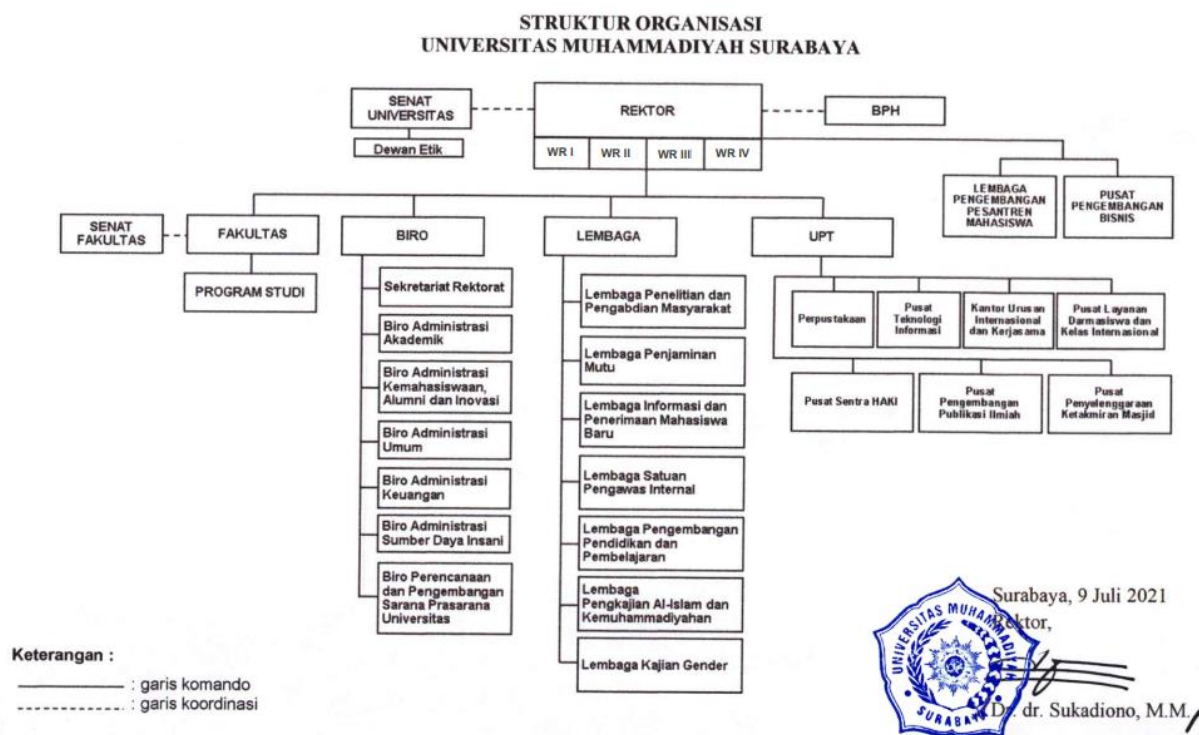 STRUKTUR ORGANISASI
UNIVERSITAS MUHAMMADIYAH SURABAYA
SENAT
UNIVERSITAS
Dewan Etik
REKTOR
WR I
WR II
WR III
WR IV
BPH
LEMBAGA
PENGEMBANGAN
PESANTREN
MAHASISWA
PUSAT
PENGEMBANGAN
BISNIS
SENAT
FAKULTAS
FAKULTAS
PROGRAM STUDI
BIRO
Sekretariat Rektorat
Biro Administrasi
Akademik
Biro Administrasi
Kemahasiswaan,
Alumni dan Inovasi
Biro Administrasi
Umum
Biro Administrasi
Keuangan
Biro Administrasi
Sumber Daya Insani
Biro Perencanaan
dan Pengembangan
Sarana Prasarana
Universitas
LEMBAGA
Lembaga Penelitian dan
Pengabdian Masyarakat
Lembaga Penjaminan
Mutu
Lembaga Informasi dan
Penerimaan Mahasiswa
Baru
Lembaga Satuan
Pengawas Internal
Lembaga Pengembangan
Pendidikan dan
Pembelajaran
Lembaga
Pengkajian Al-Islam dan
Kemuhammadiyahan
Lembaga Kajian Gender
UPT
Perpustakaan
Pusat
Teknologi
Informasi
Kantor Urusan
Internasional
dan Kerjasama
Pusat Layanan
Darmasiswa dan
Kelas Internasional
Pusat Sentra HAKI
Pusat
Pengembangan
Publikasi Ilmiah
Pusat
Penyelenggaraan
Ketakmiran Masjid
Keterangan :
: garis komando
: garis koordinasi
Surabaya, 9 Juli 2021
Rektor,
UNIVERSITAS MUHAMMADIYAH
SURABAYA
Dr. dr. Sukadiono, M.M.